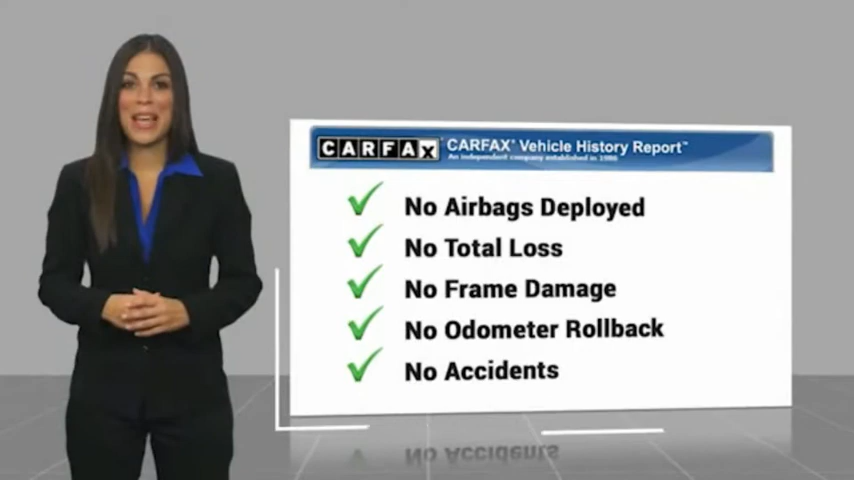 CARFAX CARFAX® Vehicle History Report™
An independent company established in 1986
No Airbags Deployed
No Total Loss
No Frame Damage
No Odometer Rollback
No Accidents
No Accidents